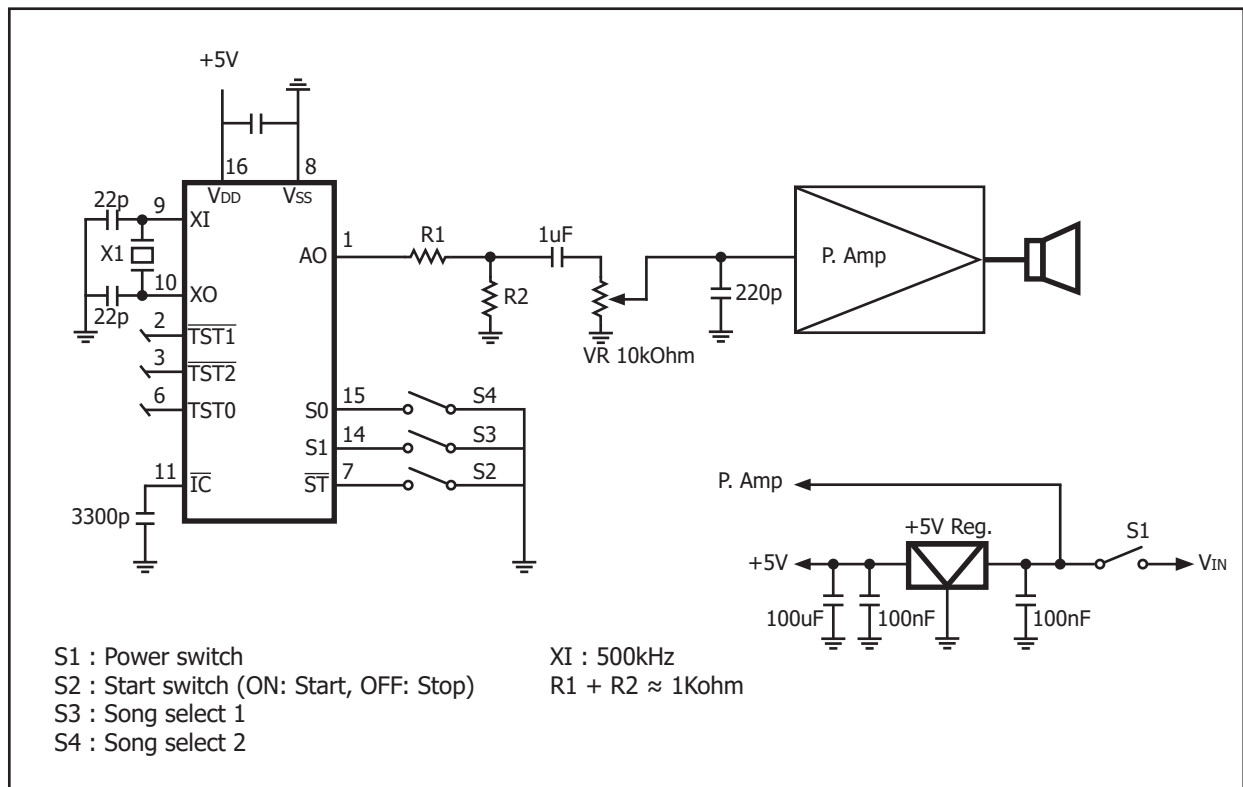 +5V
16
8
VDD
VSS
22p
9
XI
X1
10
XO
22p
2
TST1
3
TST2
6
TST0
11
IC
3300p
AO
1
R1
R2
1uF
VR 10kOhm
220p
P. Amp
S0
15
S4
S1
14
S3
ST
7
S2
P. Amp
+5V Reg.
S1
+5V
VIN
100uF
100nF
100nF
S1 : Power switch
S2 : Start switch (ON: Start, OFF: Stop)
S3 : Song select 1
S4 : Song select 2
XI : 500kHz
R1 + R2 ≈ 1Kohm